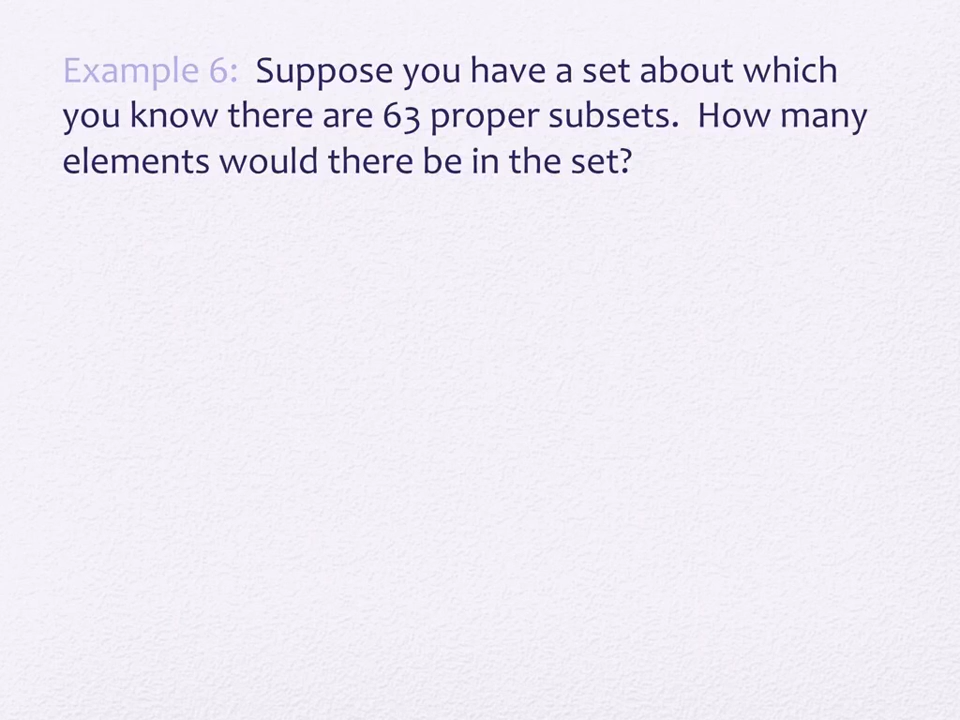 Example 6:  Suppose you have a set about which
you know there are 63 proper subsets.  How many
elements would there be in the set?